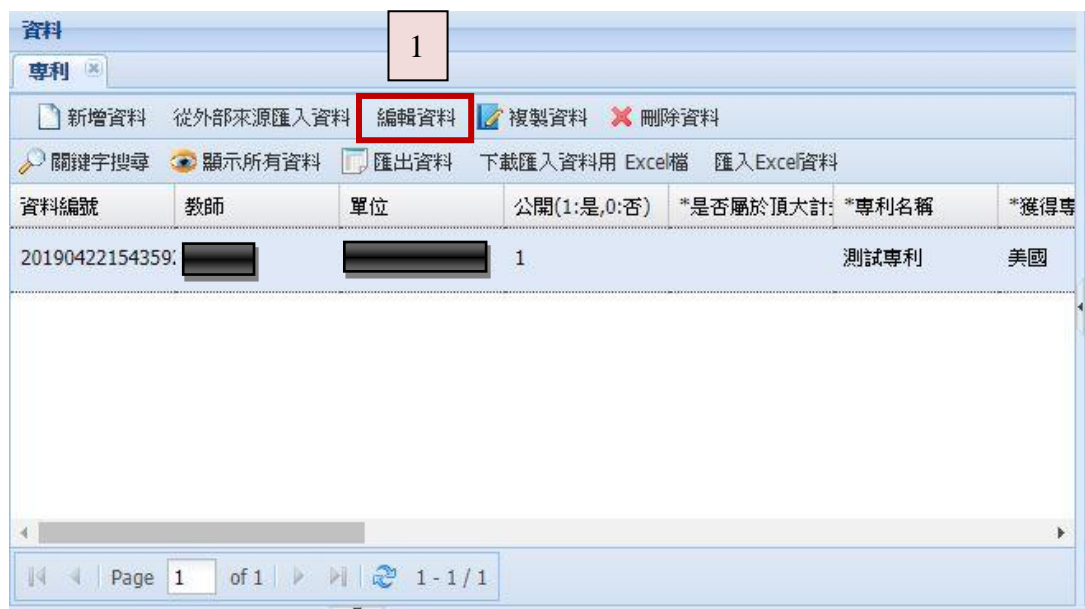 資料
1
專利
新增資料 從外部來源匯入資料 編輯資料 複製資料 刪除資料
關鍵字搜尋 顯示所有資料 匯出資料 下載匯入資料用 Excel檔 匯入Excel資料
資料編號 教師 單位 公開(1:是,0:否) *是否屬於頂大計 *專利名稱 *獲得專
20190422154359 1 測試專利 美國
Page 1 of 1 1 - 1 / 1